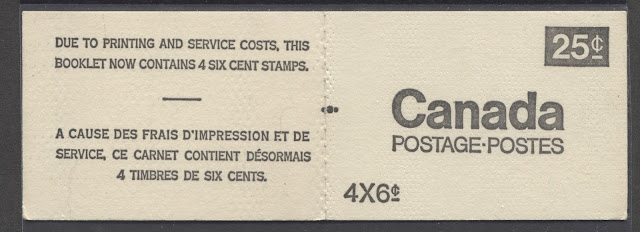 DUE TO PRINTING AND SERVICE COSTS, THIS
BOOKLET NOW CONTAINS 4 SIX CENT STAMPS.
A CAUSE DES FRAIS D'IMPRESSION ET DE
SERVICE, CE CARNET CONTIENT DÉSORMAIS
4 TIMBRES DE SIX CENTS.
25¢
Canada
POSTAGE·POSTES
4X6¢